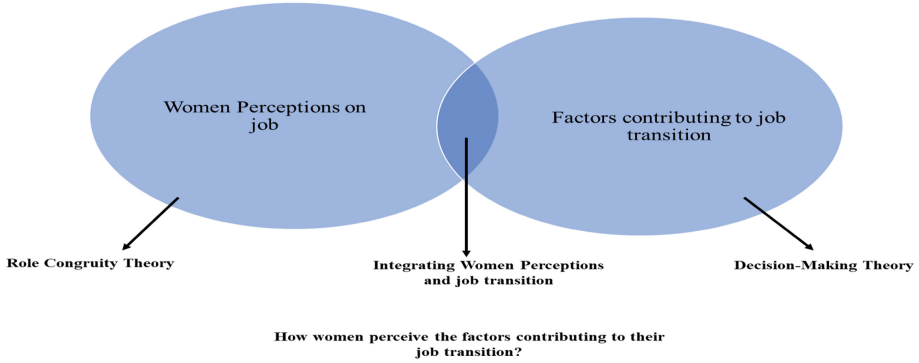 Women Perceptions on
job
Factors contributing to job
transition
Role Congruity Theory
Integrating Women Perceptions
and job transition
Decision-Making Theory
How women perceive the factors contributing to their
job transition?